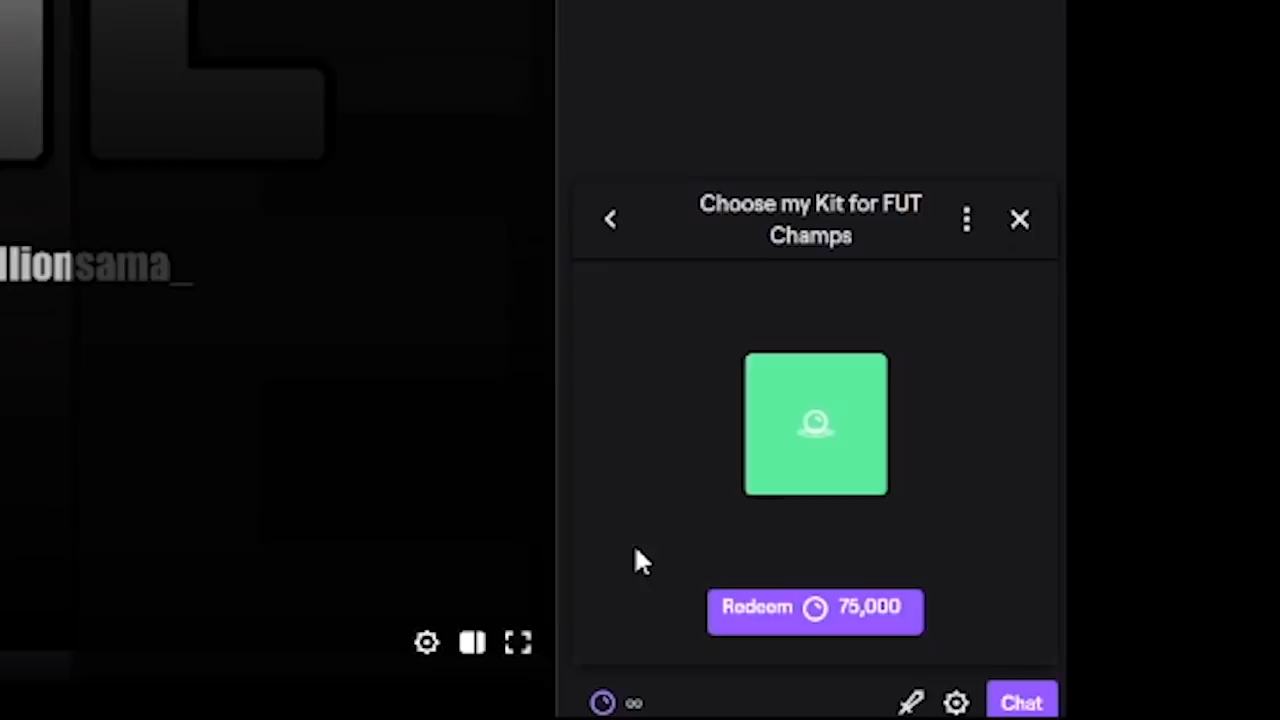 Choose my Kit for FUT
Champs
llionsama_
Redeem 75,000
∞
Chat